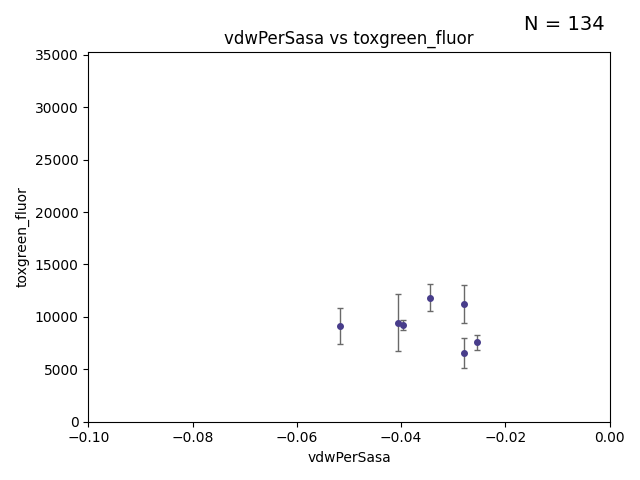 N = 134
vdwPerSasa vs toxgreen_fluor
35000
30000
25000
20000
15000
10000
5000
0
toxgreen_fluor
−0.10 −0.08 −0.06 −0.04 −0.02 0.00
vdwPerSasa